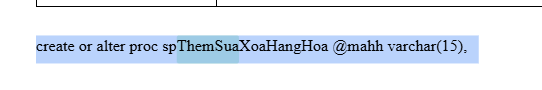 create or alter proc spThemSuaXoaHangHoa @mahh varchar(15),